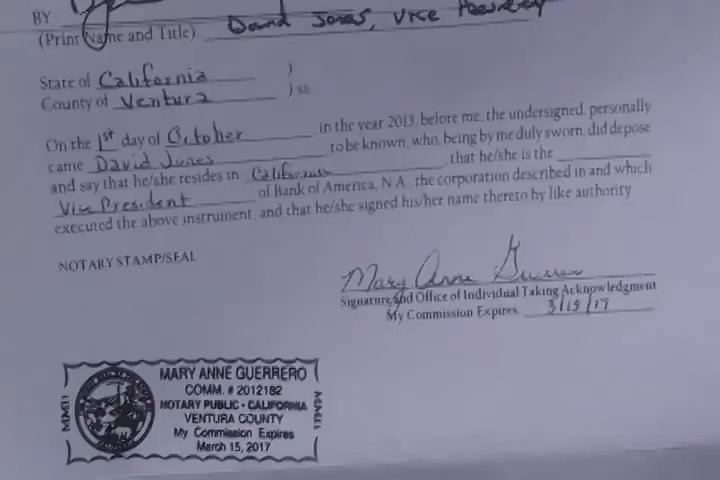 BY
(Print Name and Title) David Jones, Vice President
State of California )
County of Ventura ) ss
On the 1st day of October in the year 2013, before me, the undersigned, personally
came David Jones to be known, who, being by me duly sworn, did depose
and say that he/she resides in California that he/she is the
Vice President of Bank of America, N.A., the corporation described in and which
executed the above instrument, and that he/she signed his/her name thereto by like authority
NOTARY STAMP/SEAL
Mary Anne Guerrero
Signature and Office of Individual Taking Acknowledgment
My Commission Expires 3/15/17
MARY ANNE GUERRERO
COMM. # 2012182
NOTARY PUBLIC - CALIFORNIA
VENTURA COUNTY
My Commission Expires
March 15, 2017